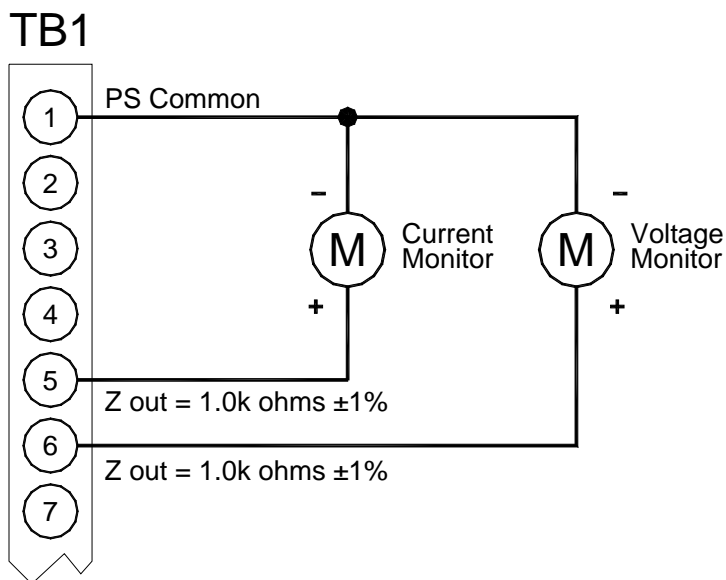 TB1
1
PS Common
2
–
–
3
M
Current
Monitor
M
Voltage
Monitor
4
+
+
5
Z out = 1.0k ohms ±1%
6
Z out = 1.0k ohms ±1%
7